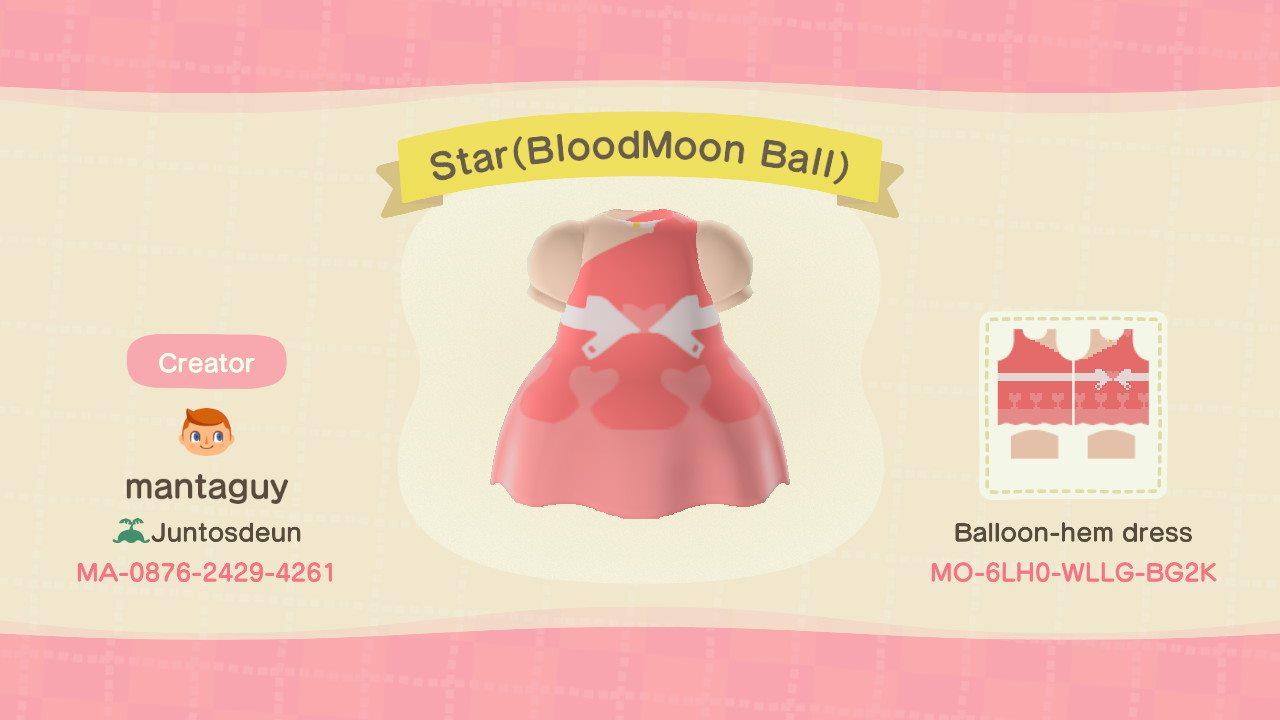 Star(BloodMoon Ball)
Creator
mantaguy
Juntosdeun
MA-0876-2429-4261
Balloon-hem dress
MO-6LH0-WLLG-BG2K